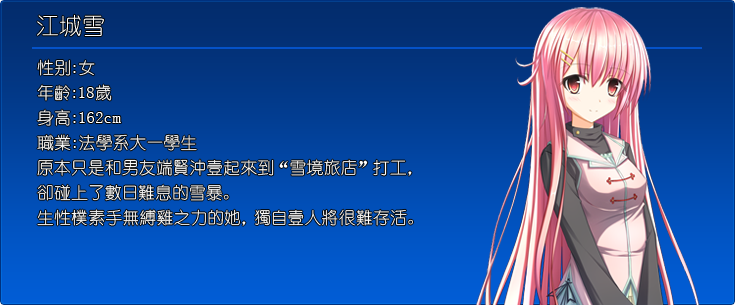 江城雪
性别:女
年齡:18歲
身高:162cm
職業:法學系大一學生
原本只是和男友端賢沖壹起來到“雪境旅店”打工,
卻碰上了數日難息的雪暴。
生性樸素手無縛雞之力的她, 獨自壹人將很難存活。